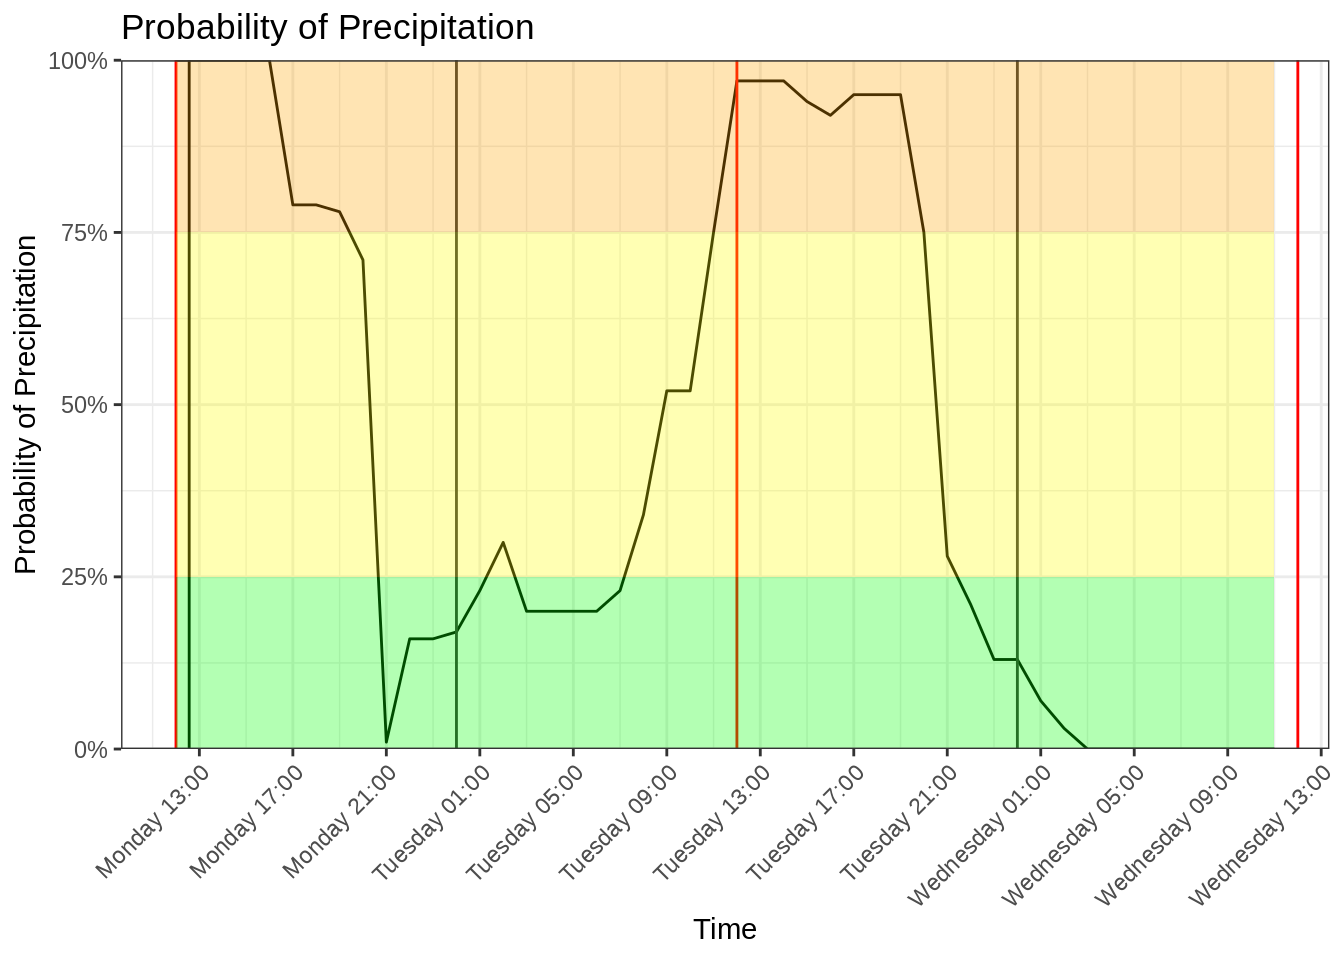 Probability of Precipitation
Probability of Precipitation
100%
75%
50%
25%
0%
Monday 13:00
Monday 17:00
Monday 21:00
Tuesday 01:00
Tuesday 05:00
Tuesday 09:00
Tuesday 13:00
Tuesday 17:00
Tuesday 21:00
Wednesday 01:00
Wednesday 05:00
Wednesday 09:00
Wednesday 13:00
Time